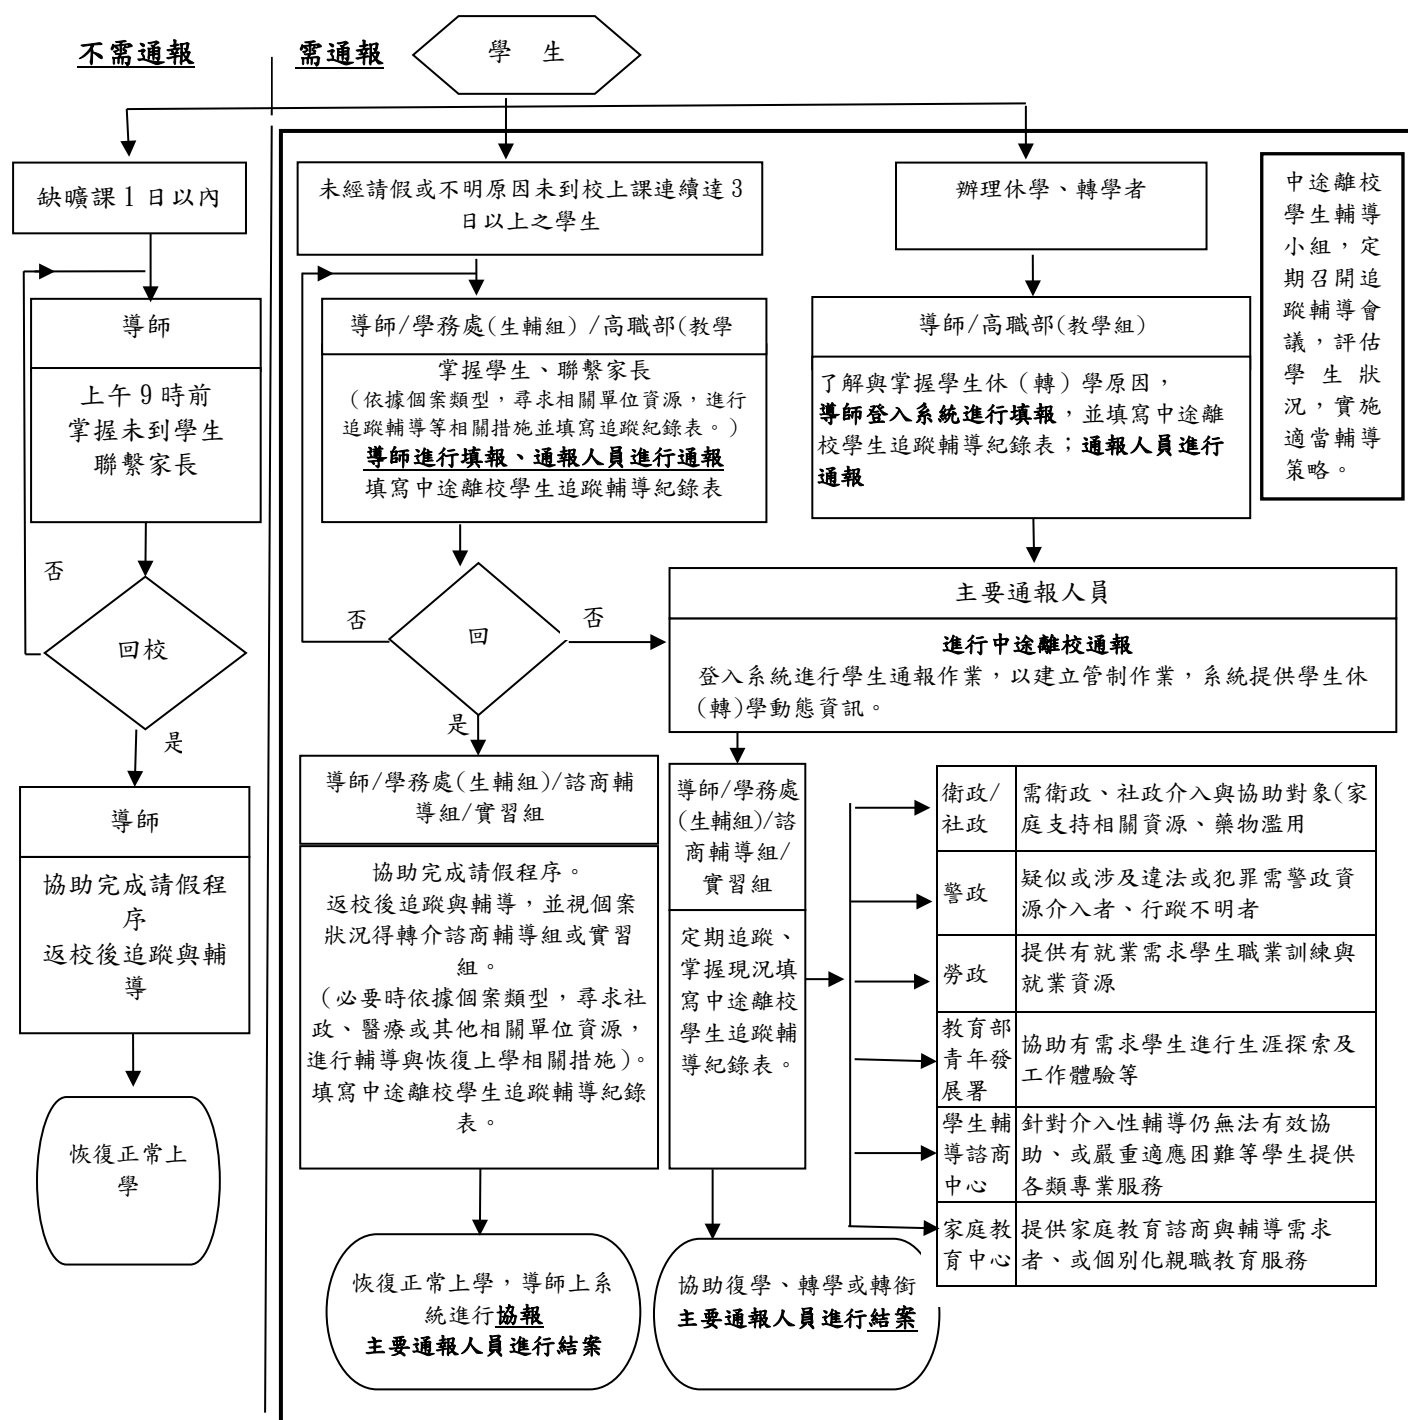 不需通報
需通報
學 生
缺曠課 1 日以內
未經請假或不明原因未到校上課連續達 3
日以上之學生
辦理休學、轉學者
中途離校
學生輔導
小組，定
期召開追
蹤輔導會
議，評估
學生狀
況，實施
適當輔導
策略。
導師
上午 9 時前
掌握未到學生
聯繫家長
導師/學務處(生輔組) /高職部(教學
掌握學生、聯繫家長
（依據個案類型，尋求相關單位資源，進行
追蹤輔導等相關措施並填寫追蹤紀錄表。）
導師進行填報、通報人員進行通報
填寫中途離校學生追蹤輔導紀錄表
導師/高職部(教學組)
了解與掌握學生休（轉）學原因，
導師登入系統進行填報，並填寫中途離
校學生追蹤輔導紀錄表；通報人員進行
通報
否
回校
是
否
回
否
是
主要通報人員
進行中途離校通報
登入系統進行學生通報作業，以建立管制作業，系統提供學生休
(轉)學動態資訊。
導師
協助完成請假程
序
返校後追蹤與輔
導
恢復正常上
學
導師/學務處(生輔組)/諮商輔
導組/實習組
協助完成請假程序。
返校後追蹤與輔導，並視個案
狀況得轉介諮商輔導組或實習
組。
（必要時依據個案類型，尋求社
政、醫療或其他相關單位資源，
進行輔導與恢復上學相關措施)。
填寫中途離校學生追蹤輔導紀錄
表。
恢復正常上學，導師上系
統進行協報
主要通報人員進行結案
導師/學務處
(生輔組)/諮
商輔導組/
實習組
定期追蹤、
掌握現況填
寫中途離校
學生追蹤輔
導紀錄表。
協助復學、轉學或轉銜
主要通報人員進行結案
衛政/
社政
需衛政、社政介入與協助對象(家
庭支持相關資源、藥物濫用
警政
疑似或涉及違法或犯罪需警政資
源介入者、行蹤不明者
勞政
提供有就業需求學生職業訓練與
就業資源
教育部
青年發
展署
協助有需求學生進行生涯探索及
工作體驗等
學生輔
導諮商
中心
針對介入性輔導仍無法有效協
助、或嚴重適應困難等學生提供
各類專業服務
家庭教
育中心
提供家庭教育諮商與輔導需求
者、或個別化親職教育服務